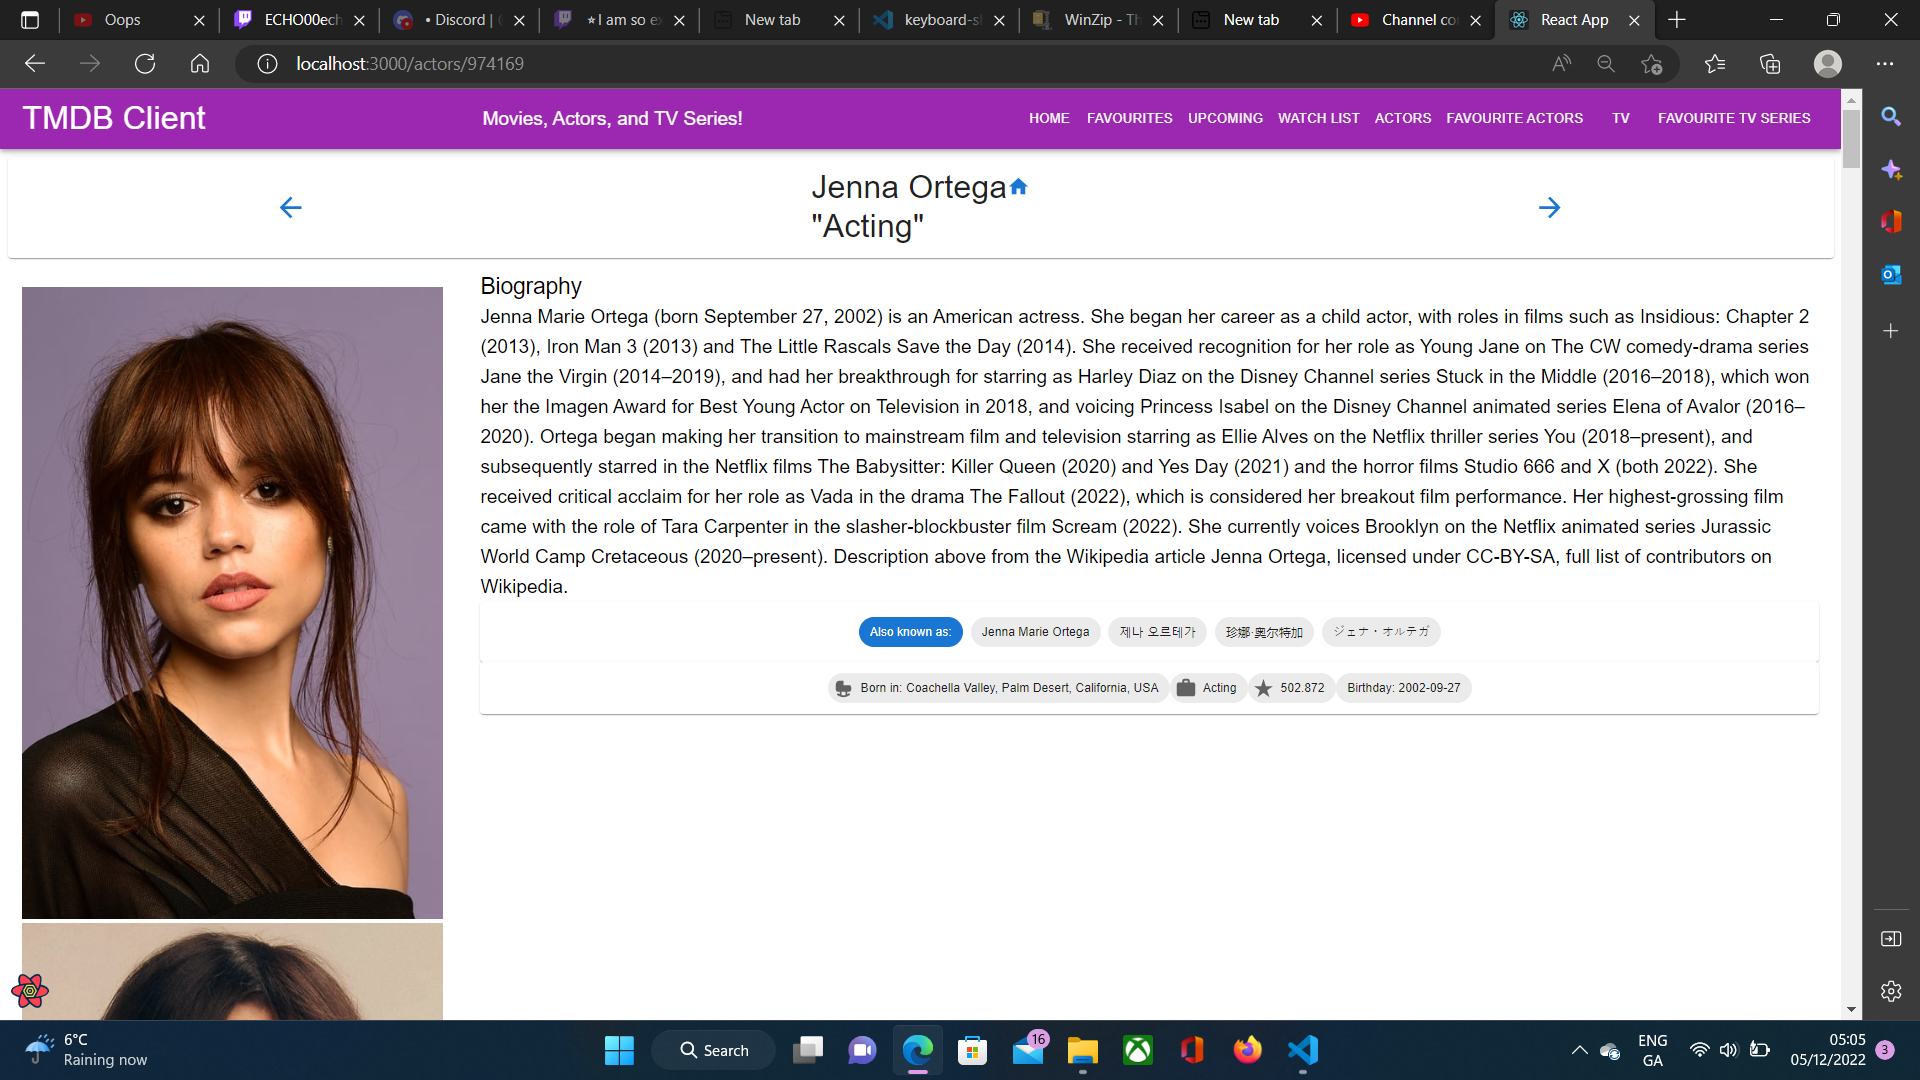 Oops
ECHO00ech
• Discord | (
⭐I am so ex
New tab
keyboard-sh
WinZip - Th
New tab
Channel con
React App
localhost:3000/actors/974169
TMDB Client
Movies, Actors, and TV Series!
HOME FAVOURITES UPCOMING WATCH LIST ACTORS FAVOURITE ACTORS TV FAVOURITE TV SERIES
Jenna Ortega
"Acting"
Biography
Jenna Marie Ortega (born September 27, 2002) is an American actress. She began her career as a child actor, with roles in films such as Insidious: Chapter 2
(2013), Iron Man 3 (2013) and The Little Rascals Save the Day (2014). She received recognition for her role as Young Jane on The CW comedy-drama series
Jane the Virgin (2014–2019), and had her breakthrough for starring as Harley Diaz on the Disney Channel series Stuck in the Middle (2016–2018), which won
her the Imagen Award for Best Young Actor on Television in 2018, and voicing Princess Isabel on the Disney Channel animated series Elena of Avalor (2016–
2020). Ortega began making her transition to mainstream film and television starring as Ellie Alves on the Netflix thriller series You (2018–present), and
subsequently starred in the Netflix films The Babysitter: Killer Queen (2020) and Yes Day (2021) and the horror films Studio 666 and X (both 2022). She
received critical acclaim for her role as Vada in the drama The Fallout (2022), which is considered her breakout film performance. Her highest-grossing film
came with the role of Tara Carpenter in the slasher-blockbuster film Scream (2022). She currently voices Brooklyn on the Netflix animated series Jurassic
World Camp Cretaceous (2020–present). Description above from the Wikipedia article Jenna Ortega, licensed under CC-BY-SA, full list of contributors on
Wikipedia.
Also known as: Jenna Marie Ortega 제나 오르테가 珍娜·奥尔特加 ジェナ・オルテガ
Born in: Coachella Valley, Palm Desert, California, USA Acting 502.872 Birthday: 2002-09-27
6°C
Raining now
Search
16
ENG
GA
05:05
05/12/2022
3